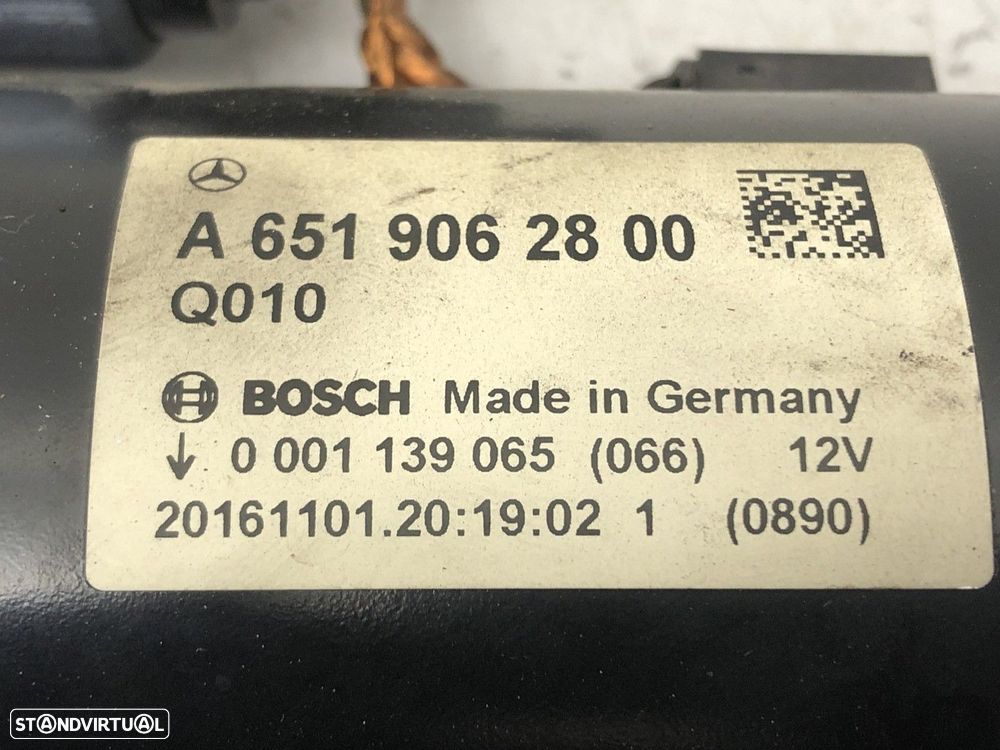 A 651 906 28 00
Q010
BOSCH Made in Germany
↓ 0 001 139 065 (066) 12V
20161101.20:19:02 1 (0890)
STANDVIRTUAL